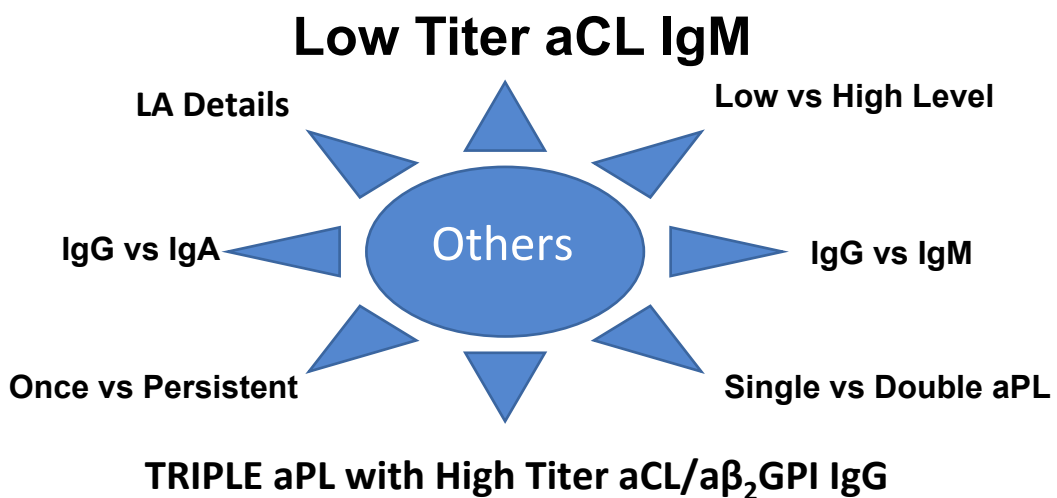 Low Titer aCL IgM
LA Details
Low vs High Level
IgG vs IgA
Others
IgG vs IgM
Once vs Persistent
Single vs Double aPL
TRIPLE aPL with High Titer aCL/aβ₂GPI IgG